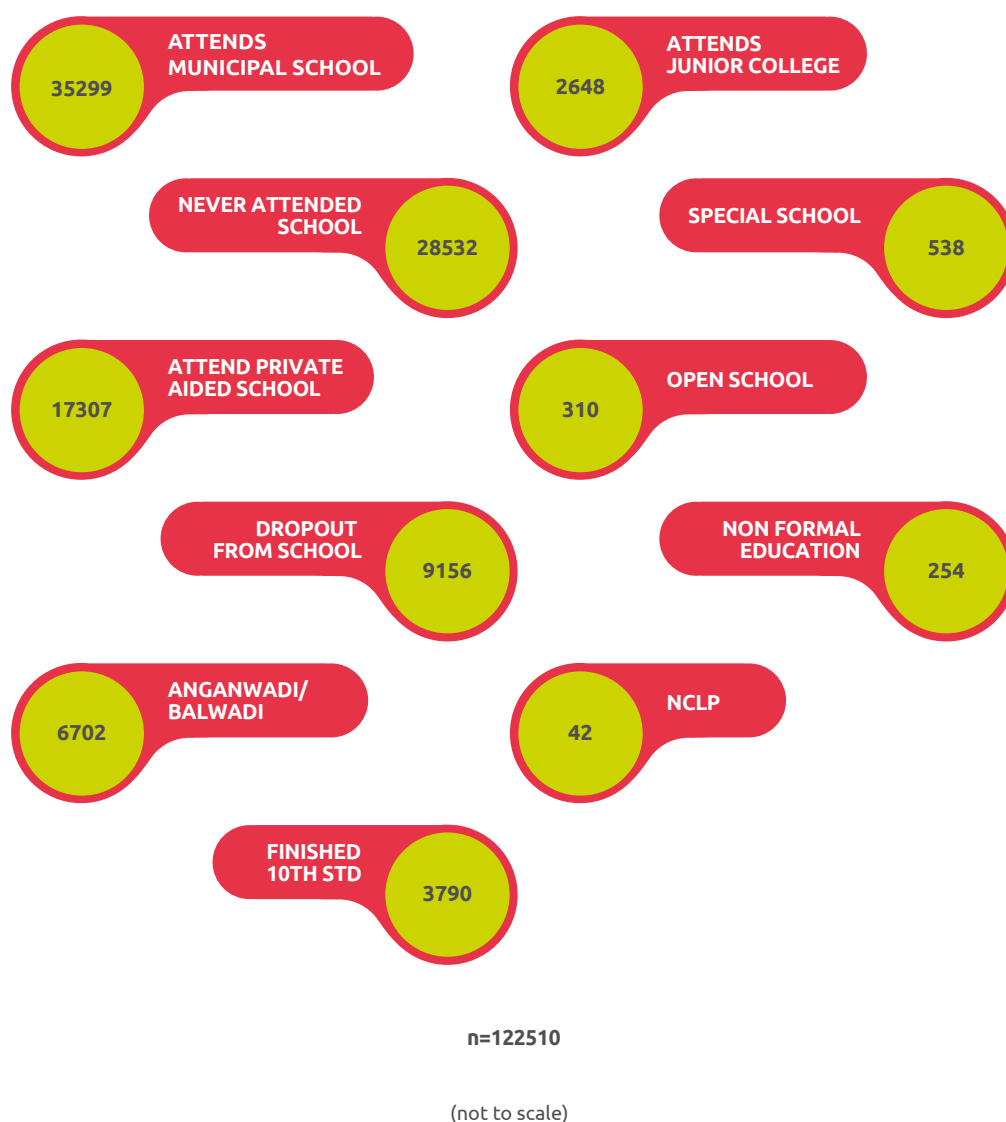 35299
ATTENDS
MUNICIPAL SCHOOL
2648
ATTENDS
JUNIOR COLLEGE
NEVER ATTENDED
SCHOOL
28532
SPECIAL SCHOOL
538
17307
ATTEND PRIVATE
AIDED SCHOOL
310
OPEN SCHOOL
DROPOUT
FROM SCHOOL
9156
NON FORMAL
EDUCATION
254
6702
ANGANWADI/
BALWADI
42
NCLP
FINISHED
10TH STD
3790
n=122510
(not to scale)